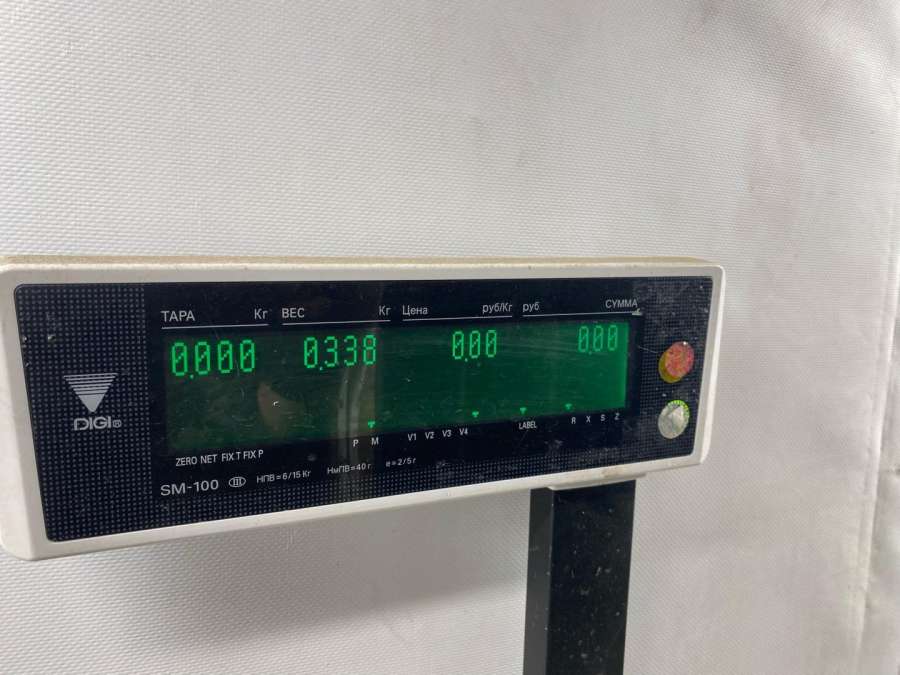 ТАРА Кг ВЕС Кг Цена руб/Кг руб СУММА
0.000 0.338 0.00 0.00
P M V1 V2 V3 V4 LABEL R X S Z
ZERO NET FIX T FIX P
DIGI®
SM-100 III НПВ=6/15 Кг НмПВ=40 г e=2/5 г